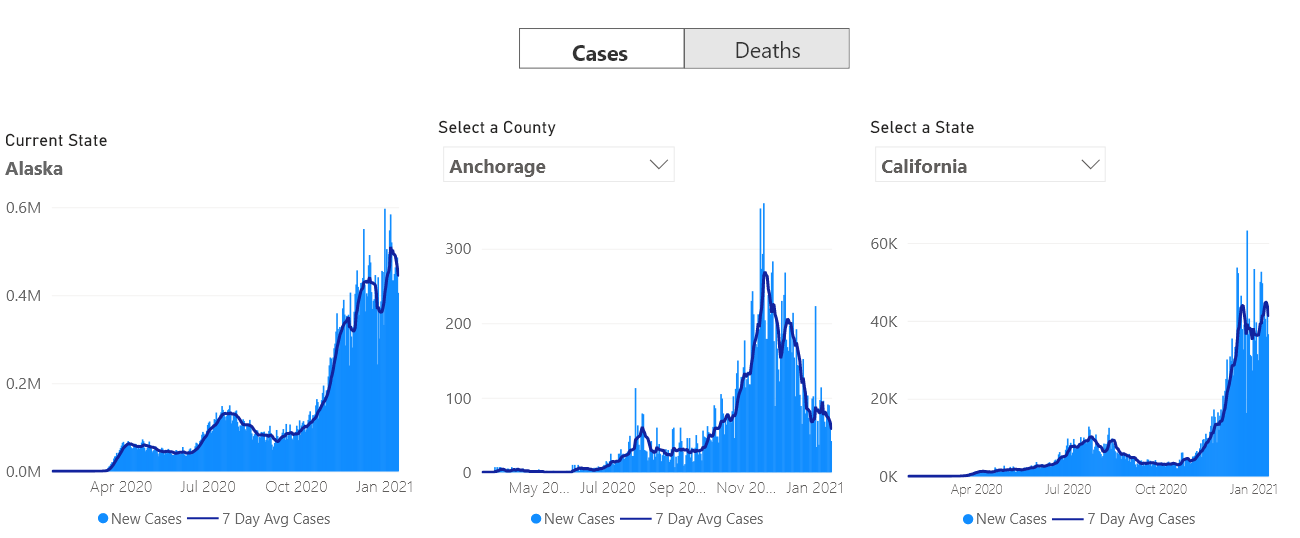 Cases
Deaths
Current State
Alaska
0.6M
0.4M
0.2M
0.0M
Apr 2020
Jul 2020
Oct 2020
Jan 2021
New Cases
7 Day Avg Cases
Select a County
Anchorage
300
200
100
0
May 20...
Jul 2020
Sep 20...
Nov 20...
Jan 2021
New Cases
7 Day Avg Cases
Select a State
California
60K
40K
20K
0K
Apr 2020
Jul 2020
Oct 2020
Jan 2021
New Cases
7 Day Avg Cases